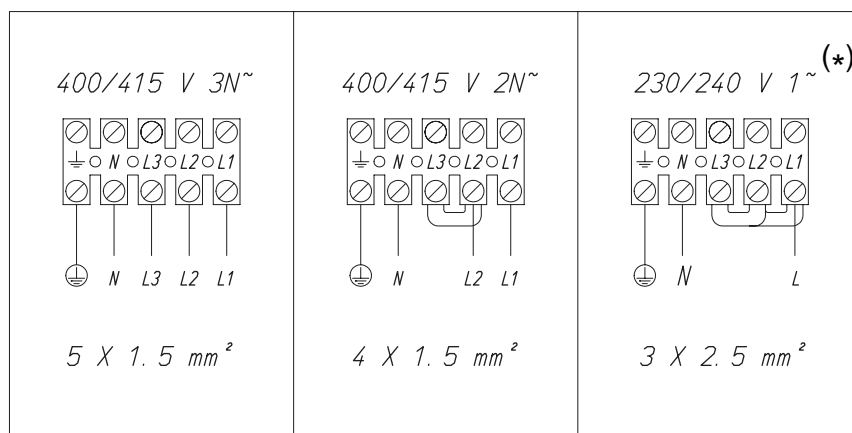 400/415 V 3N~
⏚ N L3 L2 L1
N L3 L2 L1
5 X 1.5 mm²
400/415 V 2N~
⏚ N L3 L2 L1
N L2 L1
4 X 1.5 mm²
230/240 V 1~ (*)
⏚ N L3 L2 L1
N L
3 X 2.5 mm²